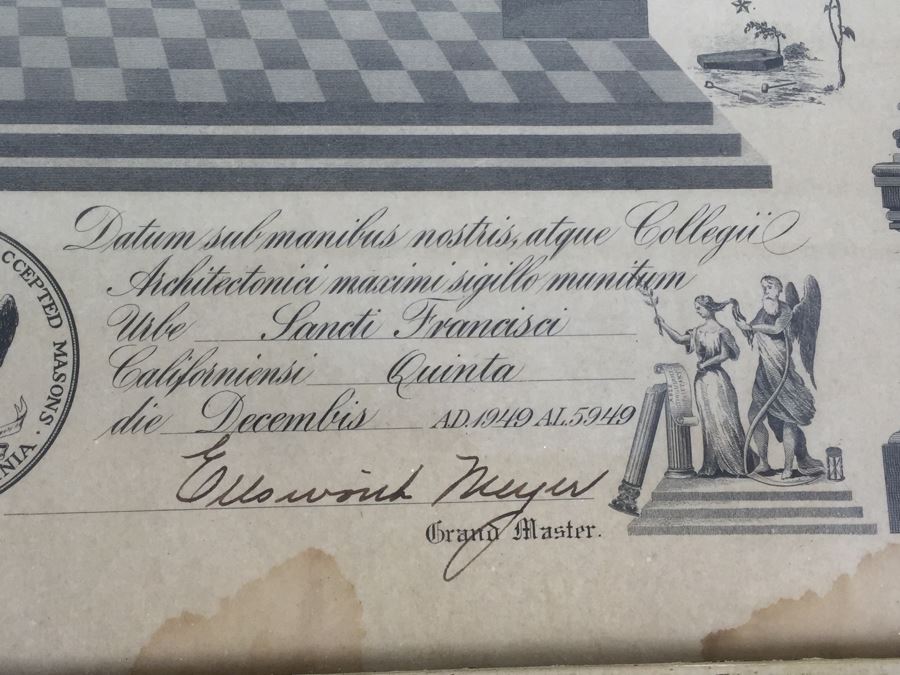 Datum sub manibus nostris, atque Collegii
Architectonici maximi sigillo munitum
Urbe Sancti Francisci
Californiensi Quinta
die Decembis AD.1949 AL.5949
Ellsworth Meyer
Grand Master.
CCEPTED MASONS.
NIA